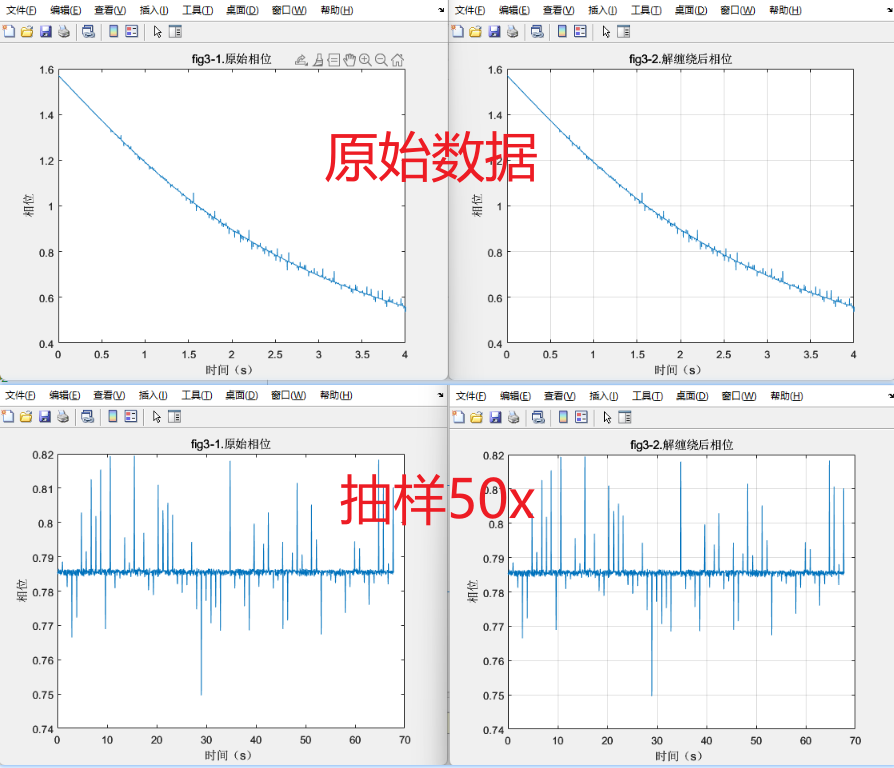 文件(F) 编辑(E) 查看(V) 插入(I) 工具(T) 桌面(D) 窗口(W) 帮助(H)
fig3-1.原始相位
1.6
1.4
1.2
1
0.8
0.6
0.4
相位
0 0.5 1 1.5 2 2.5 3 3.5 4
时间（s）
文件(F) 编辑(E) 查看(V) 插入(I) 工具(T) 桌面(D) 窗口(W) 帮助(H)
fig3-2.解缠绕后相位
1.6
1.4
1.2
1
0.8
0.6
0.4
相位
0 0.5 1 1.5 2 2.5 3 3.5 4
时间（s）
原始数据
文件(F) 编辑(E) 查看(V) 插入(I) 工具(T) 桌面(D) 窗口(W) 帮助(H)
fig3-1.原始相位
0.82
0.81
0.8
0.79
0.78
0.77
0.76
0.75
0.74
相位
0 10 20 30 40 50 60 70
时间（s）
文件(F) 编辑(E) 查看(V) 插入(I) 工具(T) 桌面(D) 窗口(W) 帮助(H)
fig3-2.解缠绕后相位
0.82
0.81
0.8
0.79
0.78
0.77
0.76
0.75
0.74
相位
0 10 20 30 40 50 60 70
时间（s）
抽样50x